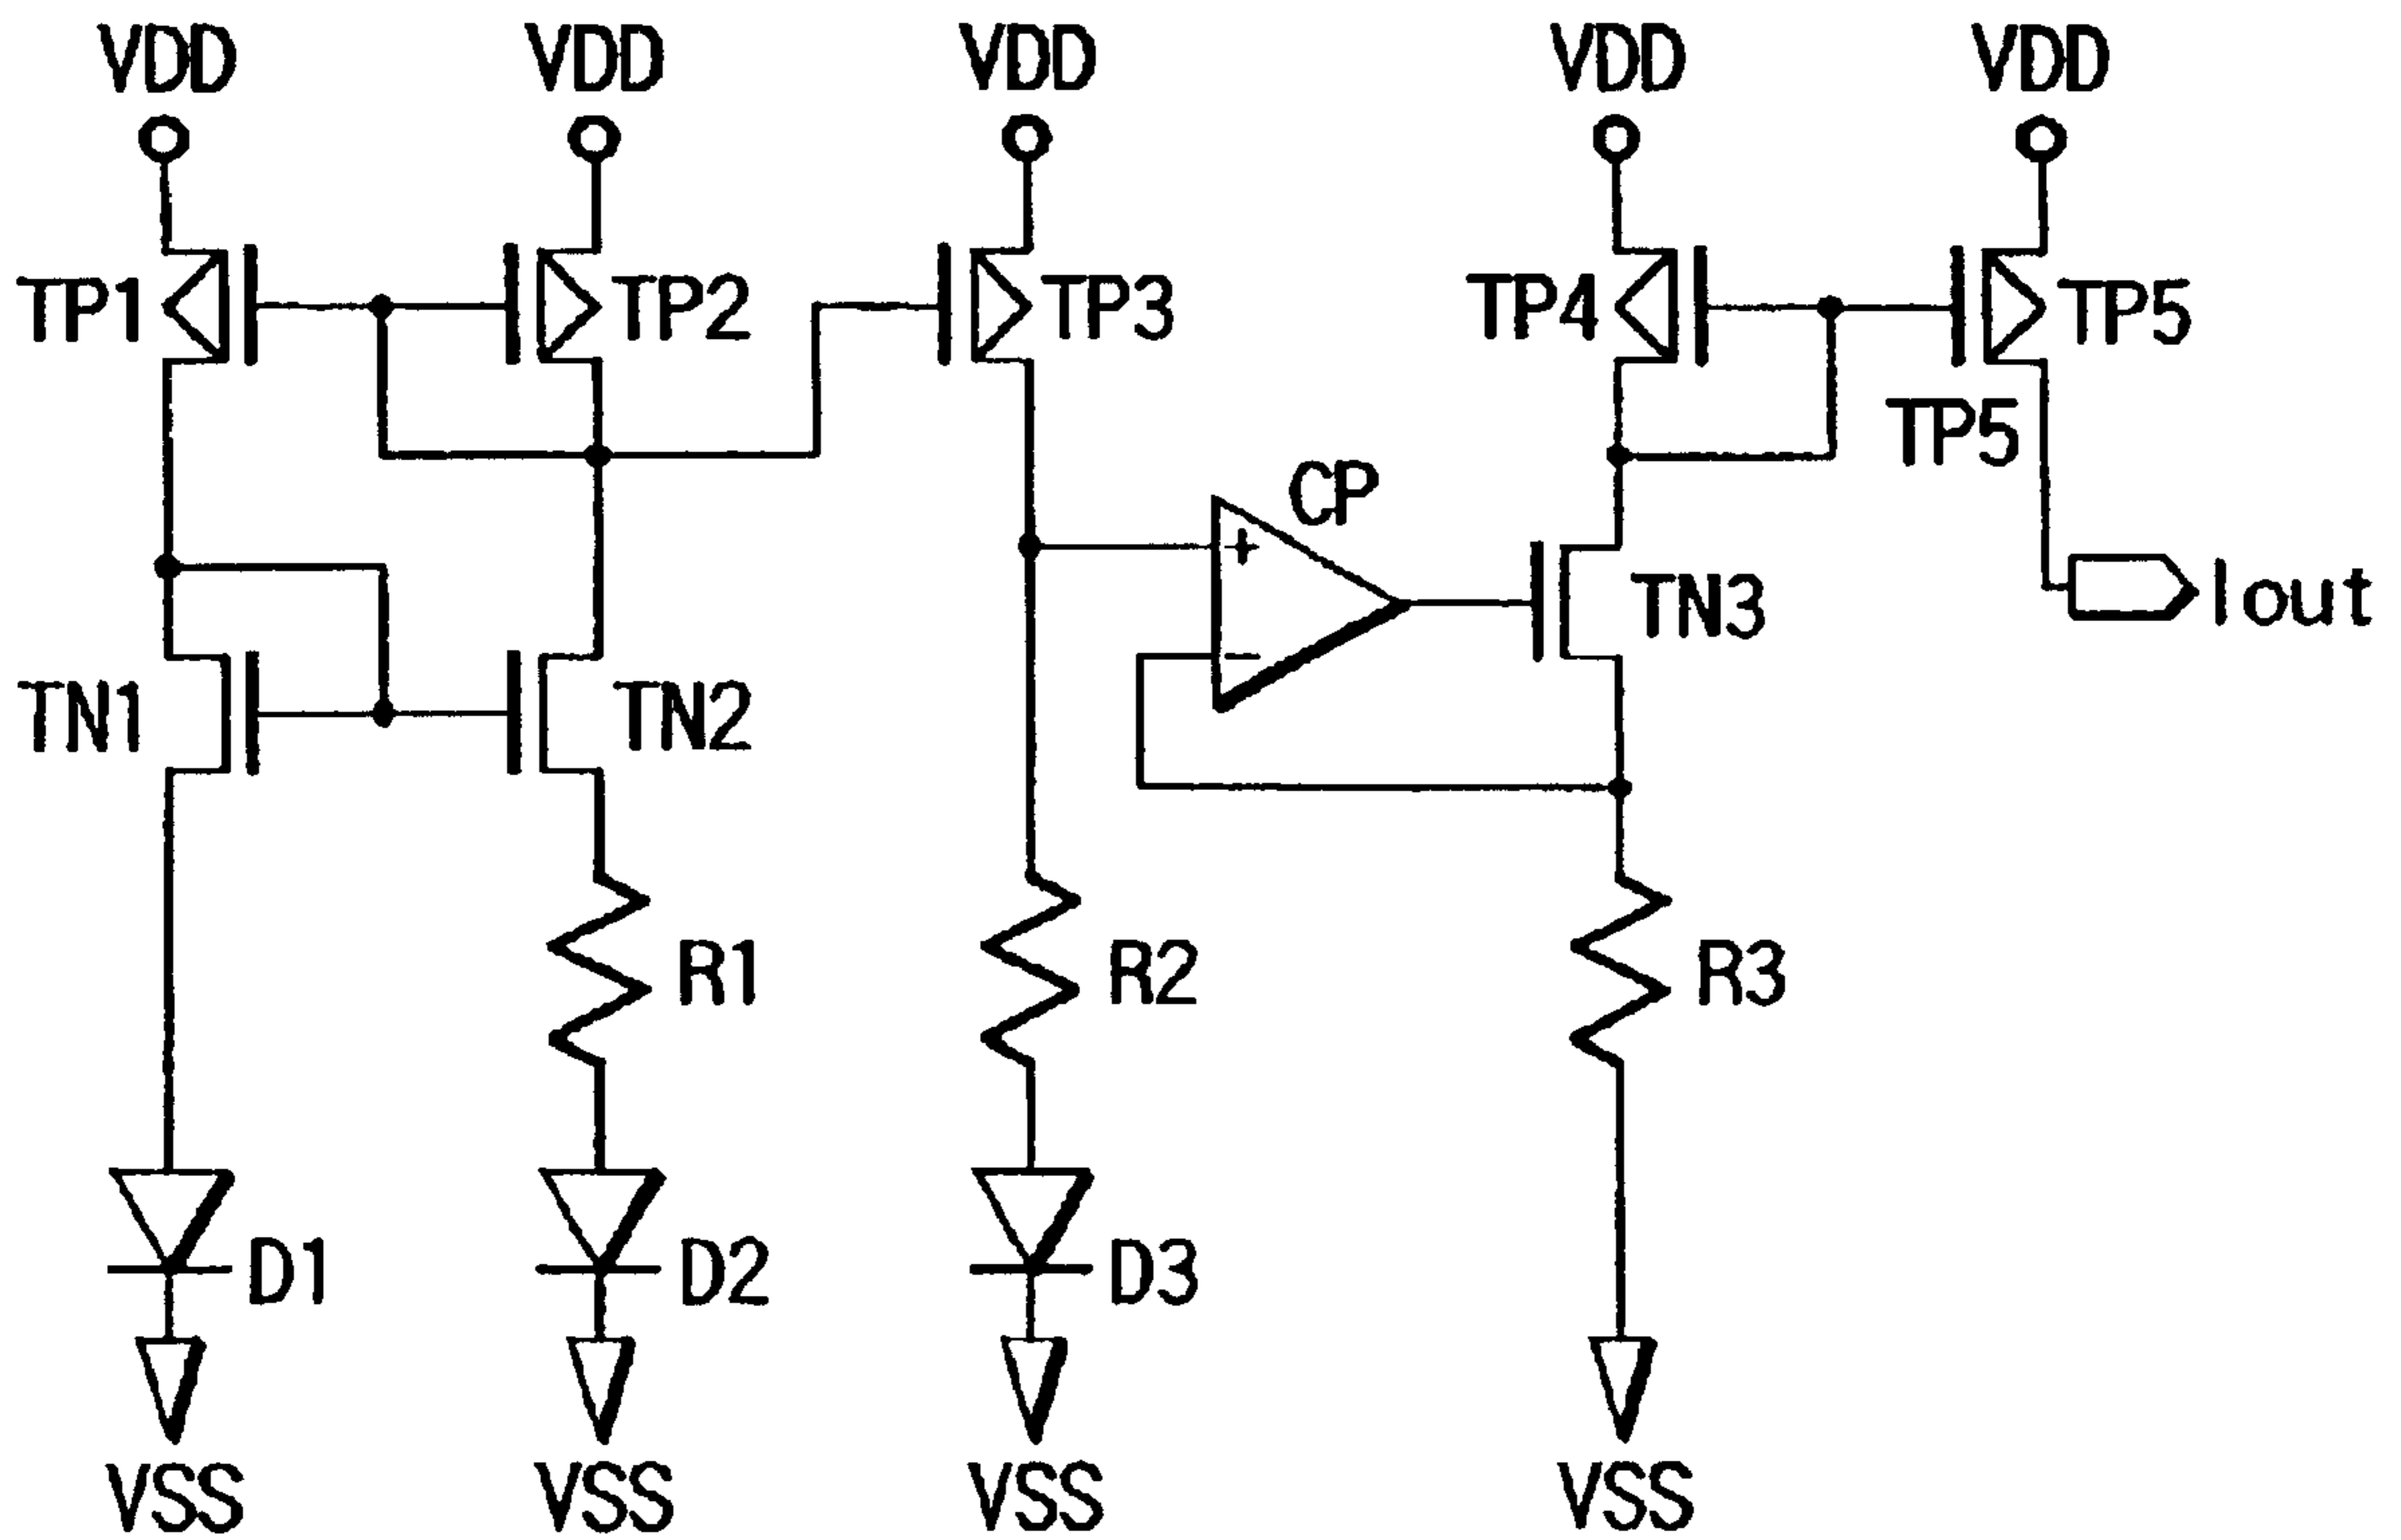 VDD VDD VDD VDD VDD
TP1 TP2 TP3 TP4 TP5
TP5
CP
+
TN3
Iout
−
TN1 TN2
R1 R2 R3
D1 D2 D3
VSS VSS VSS VSS